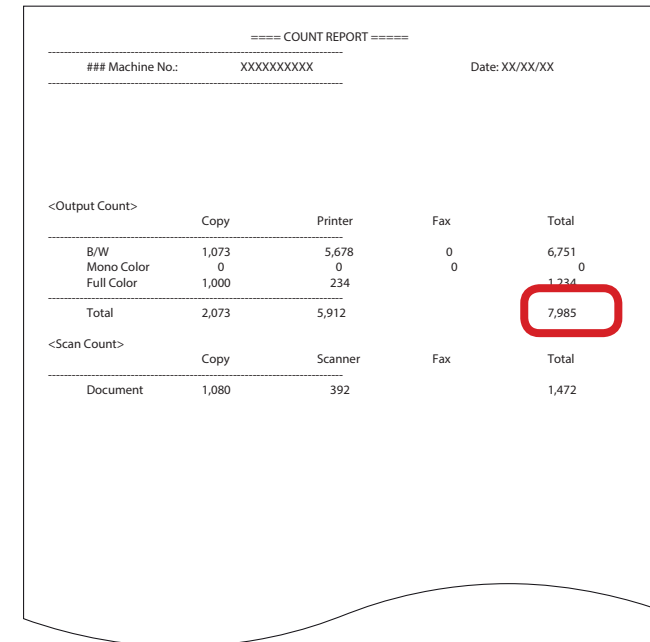 ==== COUNT REPORT =====
### Machine No.: XXXXXXXXXX Date: XX/XX/XX
<Output Count>
Copy Printer Fax Total
B/W 1,073 5,678 0 6,751
Mono Color 0 0 0 0
Full Color 1,000 234 1,234
Total 2,073 5,912 7,985
<Scan Count>
Copy Scanner Fax Total
Document 1,080 392 1,472